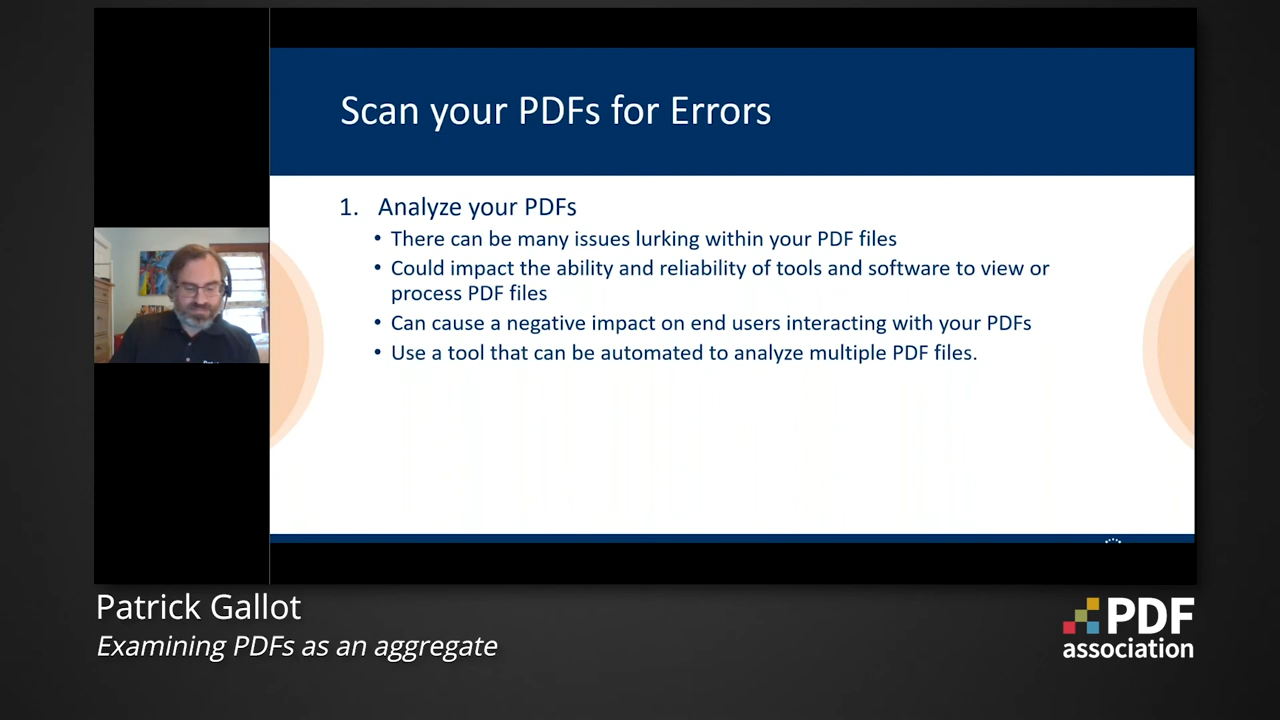 Scan your PDFs for Errors
1. Analyze your PDFs
• There can be many issues lurking within your PDF files
• Could impact the ability and reliability of tools and software to view or
process PDF files
• Can cause a negative impact on end users interacting with your PDFs
• Use a tool that can be automated to analyze multiple PDF files.
Patrick Gallot
Examining PDFs as an aggregate
PDF
association